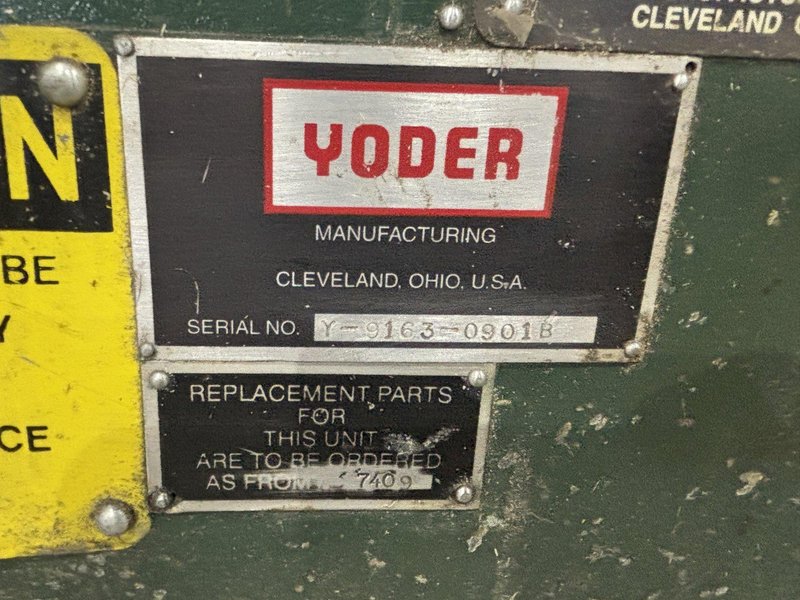 CLEVELAND
N
YODER
MANUFACTURING
BE
CLEVELAND, OHIO, U.S.A.
Y
SERIAL NO. Y-9163-0901B
REPLACEMENT PARTS
FOR
THIS UNIT
CE
ARE TO BE ORDERED
AS FROM 7409